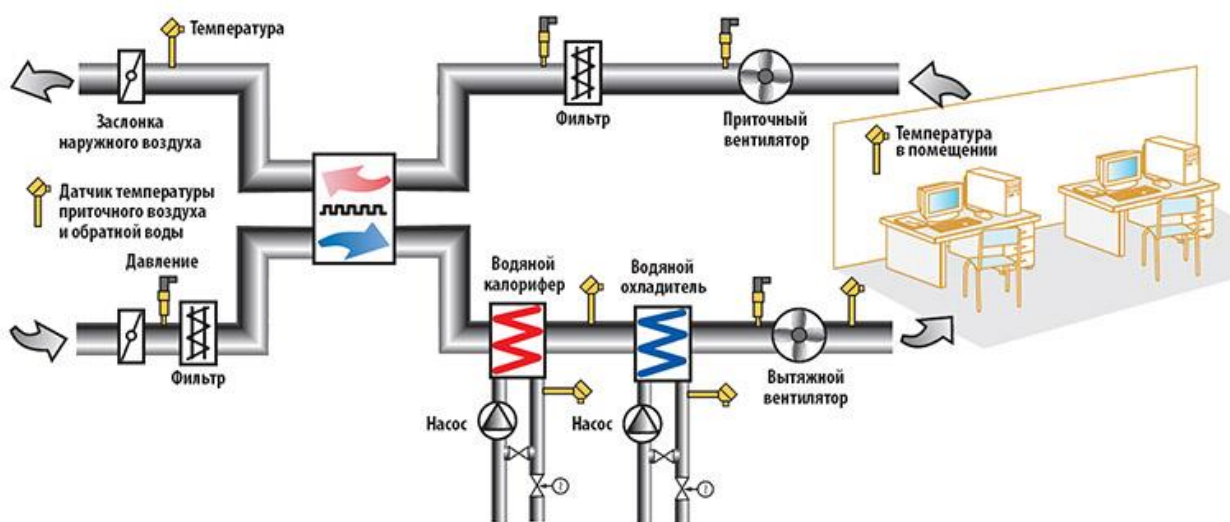 Температура
Заслонка
наружного воздуха
Фильтр
Приточный
вентилятор
Температура
в помещении
Датчик температуры
приточного воздуха
и обратной воды
Давление
Фильтр
Водяной
калорифер
Водяной
охладитель
Вытяжной
вентилятор
Насос
Насос